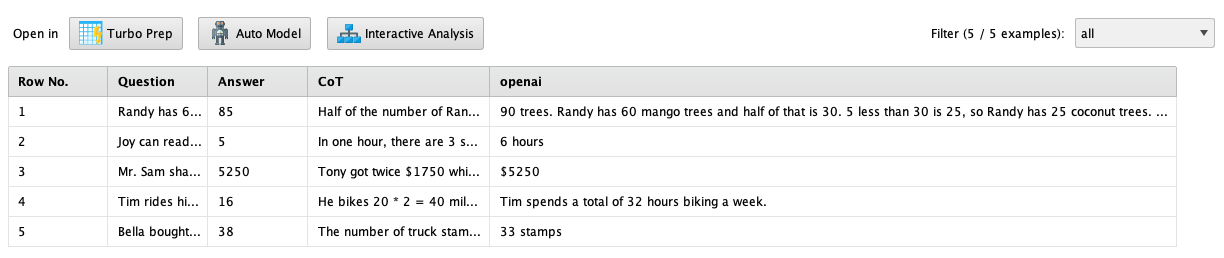 Open in Turbo Prep Auto Model Interactive Analysis Filter (5 / 5 examples): all
Row No. Question Answer CoT openai
1 Randy has 6... 85 Half of the number of Ran... 90 trees. Randy has 60 mango trees and half of that is 30. 5 less than 30 is 25, so Randy has 25 coconut trees. ...
2 Joy can read... 5 In one hour, there are 3 s... 6 hours
3 Mr. Sam sha... 5250 Tony got twice $1750 whi... $5250
4 Tim rides hi... 16 He bikes 20 * 2 = 40 mil... Tim spends a total of 32 hours biking a week.
5 Bella bought... 38 The number of truck stam... 33 stamps